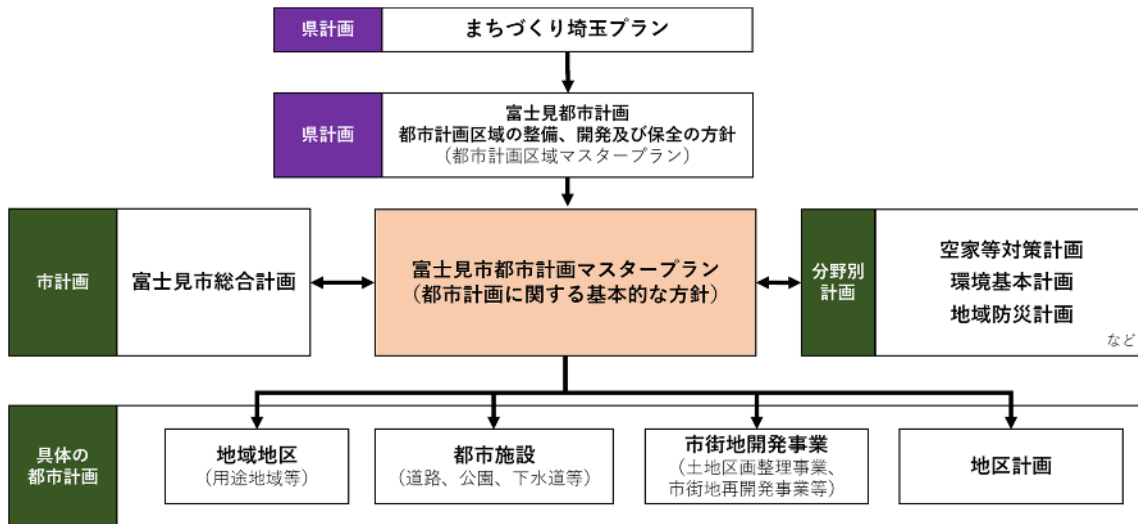 県計画
まちづくり埼玉プラン
県計画
富士見都市計画
都市計画区域の整備、開発及び保全の方針
（都市計画区域マスタープラン）
市計画
富士見市総合計画
富士見市都市計画マスタープラン
（都市計画に関する基本的な方針）
分野別
計画
空家等対策計画
環境基本計画
地域防災計画
など
具体の
都市計画
地域地区
（用途地域等）
都市施設
（道路、公園、下水道等）
市街地開発事業
（土地区画整理事業、
市街地再開発事業等）
地区計画